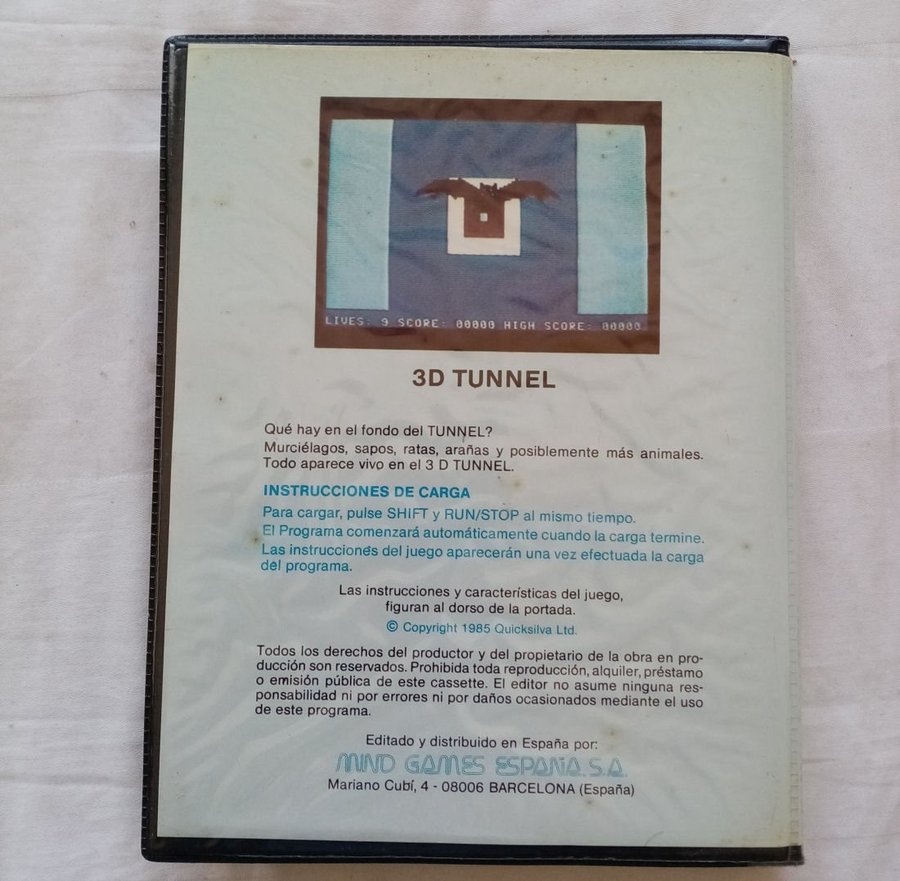 LIVES: 9 SCORE: 00000 HIGH SCORE: 00000
3D TUNNEL
Qué hay en el fondo del TUNNEL?
Murciélagos, sapos, ratas, arañas y posiblemente más animales.
Todo aparece vivo en el 3 D TUNNEL.
INSTRUCCIONES DE CARGA
Para cargar, pulse SHIFT y RUN/STOP al mismo tiempo.
El Programa comenzará automáticamente cuando la carga termine.
Las instrucciones del juego aparecerán una vez efectuada la carga
del programa.
Las instrucciones y características del juego,
figuran al dorso de la portada.
© Copyright 1985 Quicksilva Ltd.
Todos los derechos del productor y del propietario de la obra en pro-
ducción son reservados. Prohibida toda reproducción, alquiler, préstamo
o emisión pública de este cassette. El editor no asume ninguna res-
ponsabilidad ni por errores ni por daños ocasionados mediante el uso
de este programa.
Editado y distribuido en España por:
MIND GAMES ESPAÑA. S.A.
Mariano Cubí, 4 - 08006 BARCELONA (España)